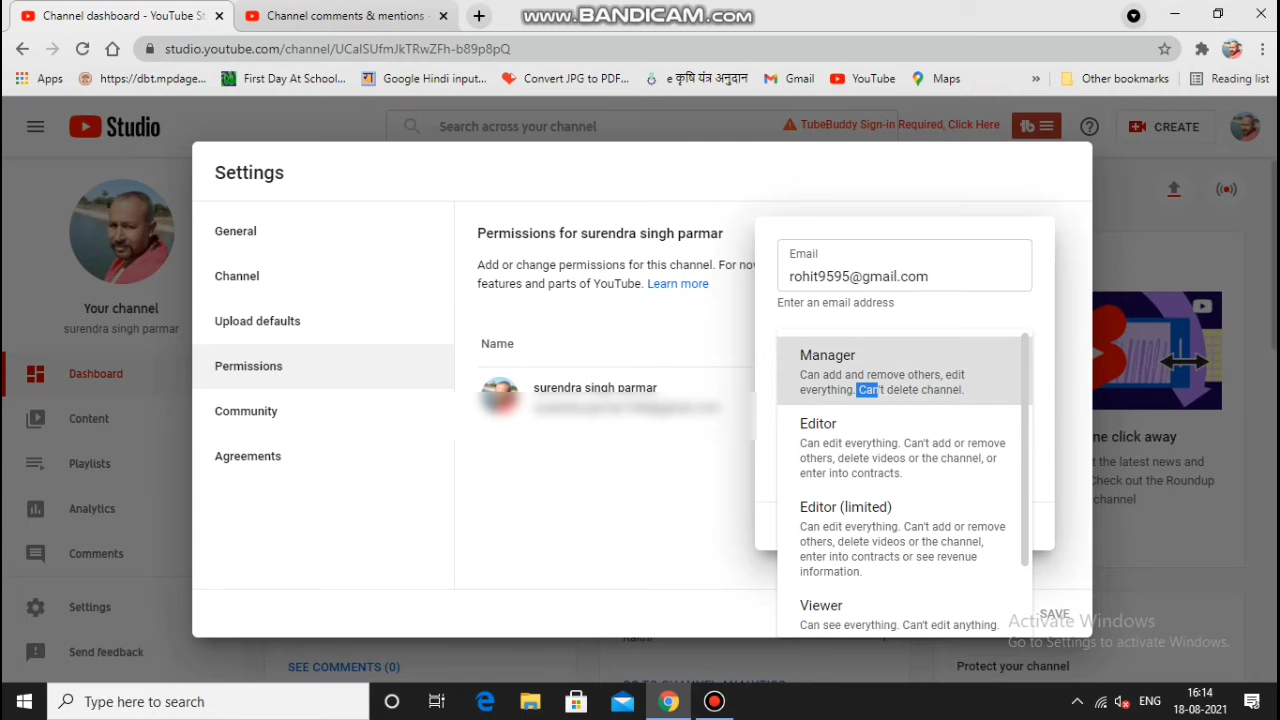 Channel dashboard - YouTube St
Channel comments & mentions -
www.BANDICAM.com
studio.youtube.com/channel/UCaISUfmJkTRwZFh-b89p8pQ
Apps
https://dbt.mpdage...
First Day At School...
Google Hindi input...
Convert JPG to PDF...
e कृषि यंत्र अनुदान
Gmail
YouTube
Maps
»
Other bookmarks
Reading list
Studio
Search across your channel
TubeBuddy Sign-in Required, Click Here
tb
CREATE
Your channel
surendra singh parmar
Dashboard
Content
Playlists
Analytics
Comments
Settings
Send feedback
Settings
General
Channel
Upload defaults
Permissions
Community
Agreements
Permissions for surendra singh parmar
Add or change permissions for this channel. For now
features and parts of YouTube. Learn more
Name
surendra singh parmar
Email
rohit9595@gmail.com
Enter an email address
Manager
Can add and remove others, edit
everything. Can't delete channel.
Editor
Can edit everything. Can't add or remove
others, delete videos or the channel, or
enter into contracts.
Editor (limited)
Can edit everything. Can't add or remove
others, delete videos or the channel,
enter into contracts or see revenue
information.
Viewer
Can see everything. Can't edit anything.
SAVE
ne click away
t the latest news and
Check out the Roundup
channel
SEE COMMENTS (0)
Protect your channel
Activate Windows
Go to Settings to activate Windows.
Type here to search
ENG
16:14
18-08-2021